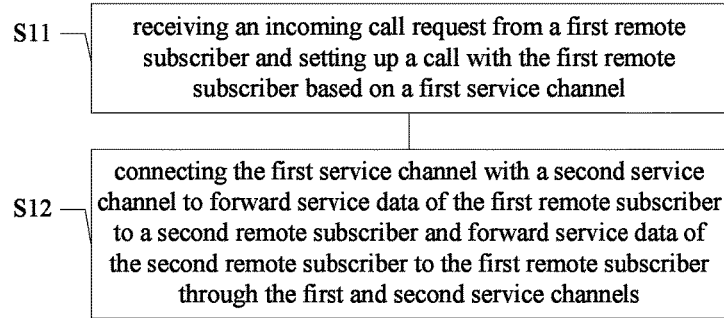 S11
receiving an incoming call request from a first remote
subscriber and setting up a call with the first remote
subscriber based on a first service channel
S12
connecting the first service channel with a second service
channel to forward service data of the first remote subscriber
to a second remote subscriber and forward service data of
the second remote subscriber to the first remote subscriber
through the first and second service channels